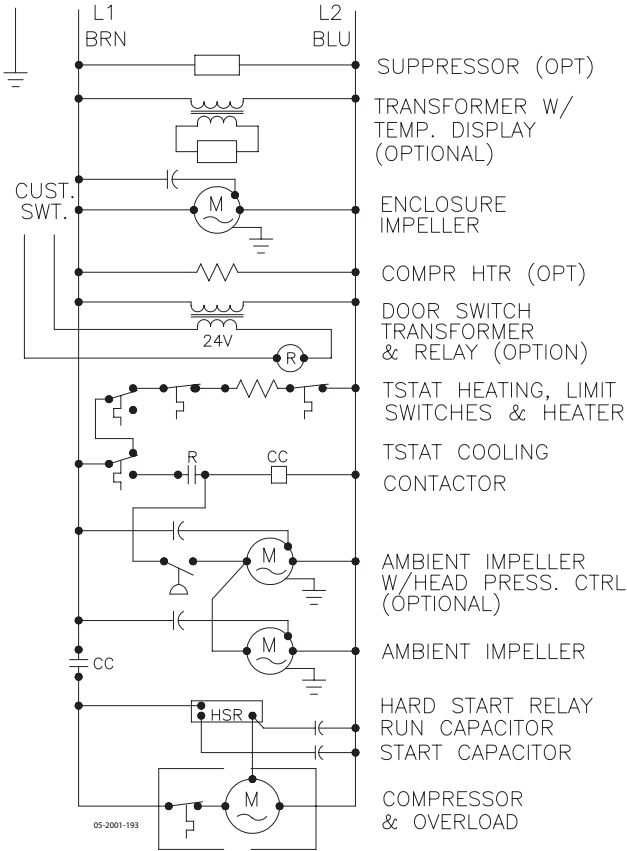 L1
BRN
L2
BLU
SUPPRESSOR (OPT)
TRANSFORMER W/
TEMP. DISPLAY
(OPTIONAL)
CUST.
SWT.
M
ENCLOSURE
IMPELLER
COMPR HTR (OPT)
24V
R
DOOR SWITCH
TRANSFORMER
& RELAY (OPTION)
TSTAT HEATING, LIMIT
SWITCHES & HEATER
R
CC
TSTAT COOLING
CONTACTOR
M
AMBIENT IMPELLER
W/HEAD PRESS. CTRL
(OPTIONAL)
M
AMBIENT IMPELLER
CC
HSR
HARD START RELAY
RUN CAPACITOR
START CAPACITOR
M
COMPRESSOR
& OVERLOAD
05-2001-193